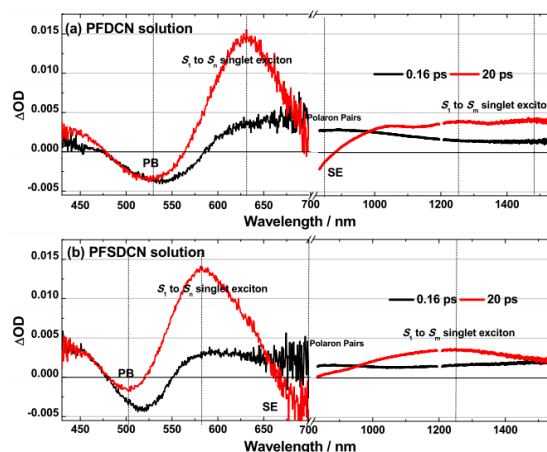 (a) PFDCN solution
S1 to Sn singlet exciton
0.16 ps 20 ps
Polaron Pairs
S1 to Sm singlet excito
PB
SE
ΔOD
0.015
0.010
0.005
0.000
-0.005
450 500 550 600 650 700 1000 1200 1400
Wavelength / nm
(b) PFSDCN solution
S1 to Sn singlet exciton
0.16 ps 20 ps
Polaron Pairs
S1 to Sm singlet exciton
PB
SE
ΔOD
0.015
0.010
0.005
0.000
-0.005
450 500 550 600 650 700 1000 1200 1400
Wavelength / nm